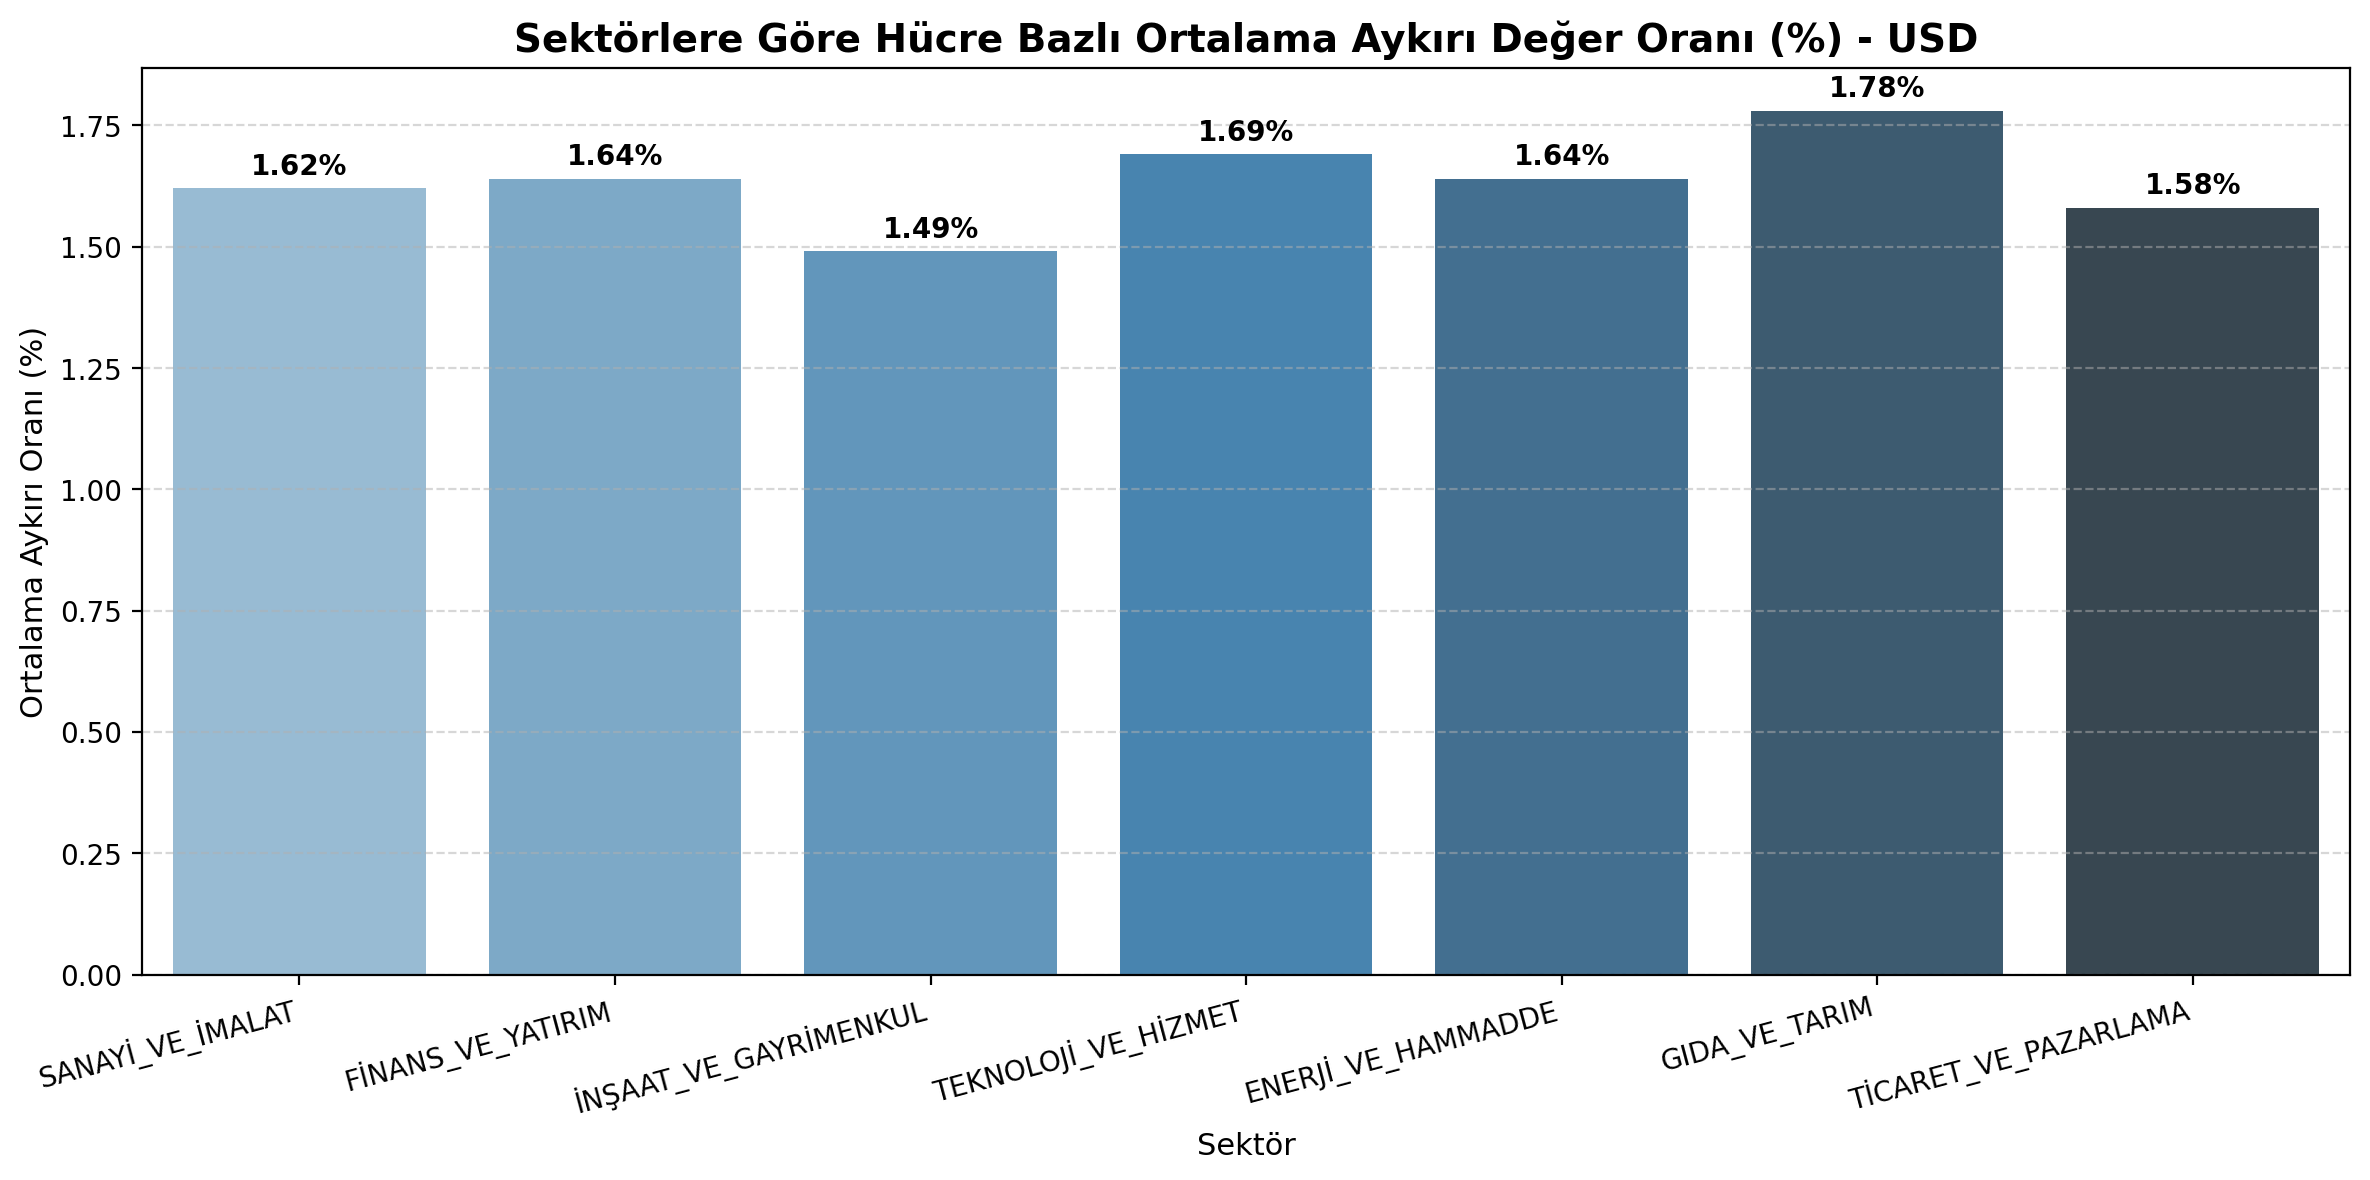 Sektörlere Göre Hücre Bazlı Ortalama Aykırı Değer Oranı (%) - USD
Ortalama Aykırı Oranı (%)
1.75
1.50
1.25
1.00
0.75
0.50
0.25
0.00
1.62%
1.64%
1.49%
1.69%
1.64%
1.78%
1.58%
SANAYİ_VE_İMALAT
FİNANS_VE_YATIRIM
İNŞAAT_VE_GAYRİMENKUL
TEKNOLOJİ_VE_HİZMET
ENERJİ_VE_HAMMADDE
GIDA_VE_TARIM
TİCARET_VE_PAZARLAMA
Sektör